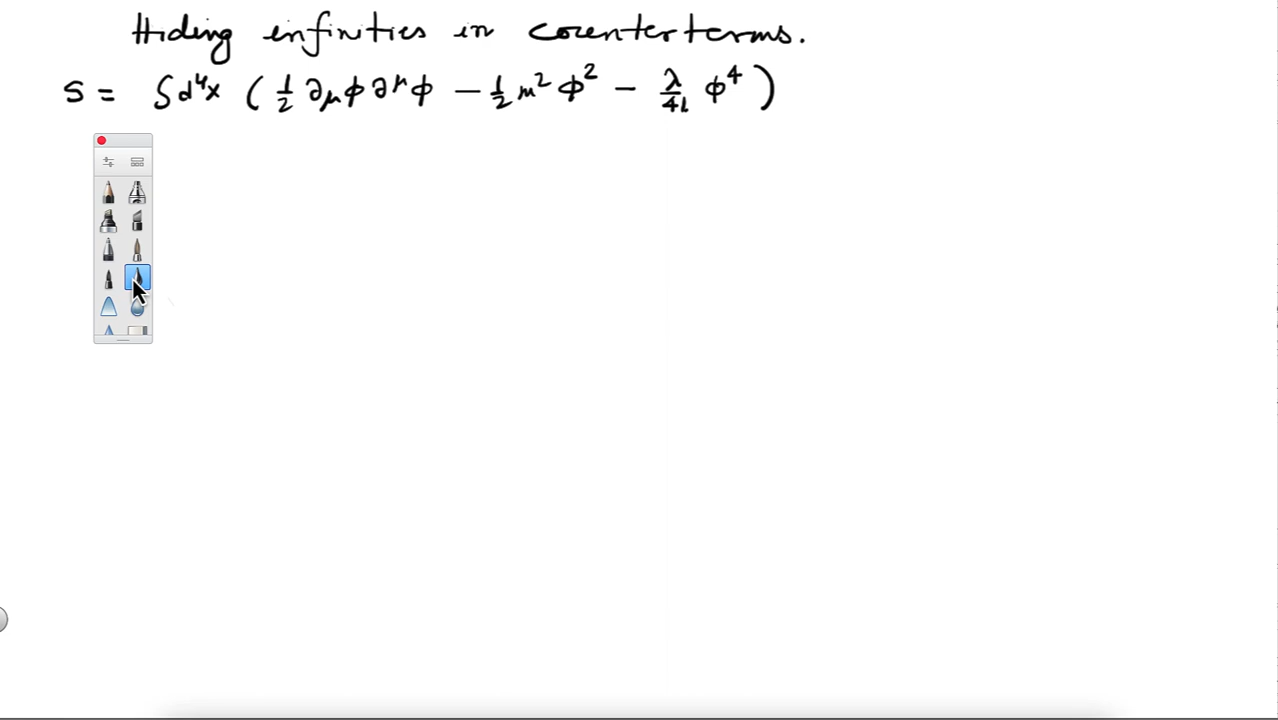 Hiding infinities in counterterms.
S = ∫d⁴x (½ ∂μφ ∂^μφ − ½ m²φ² − λ/4! φ⁴)